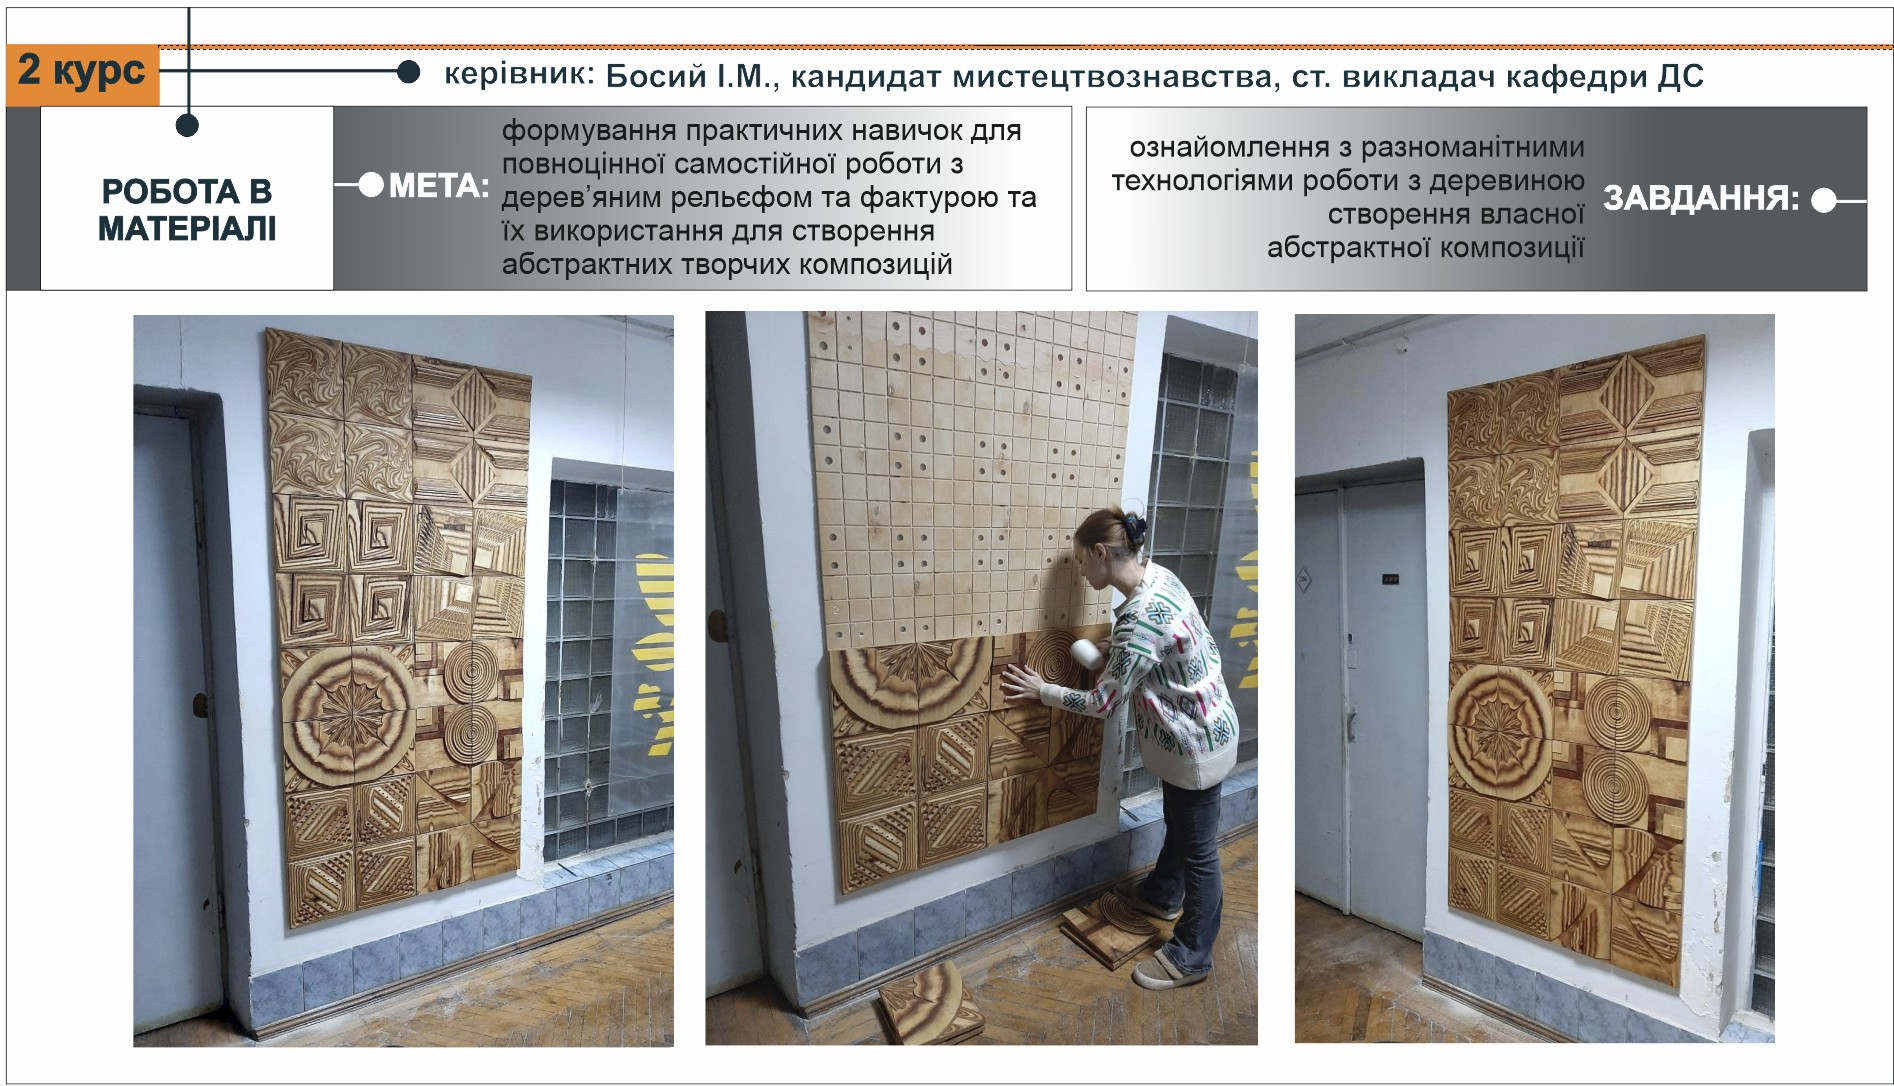 2 курс
керівник: Босий І.М., кандидат мистецтвознавства, ст. викладач кафедри ДС
РОБОТА В
МАТЕРІАЛІ
МЕТА:
формування практичних навичок для
повноцінної самостійної роботи з
дерев’яним рельєфом та фактурою та
їх використання для створення
абстрактних творчих композицій
ознайомлення з разноманітними
технологіями роботи з деревиною
створення власної
абстрактної композиції
ЗАВДАННЯ: